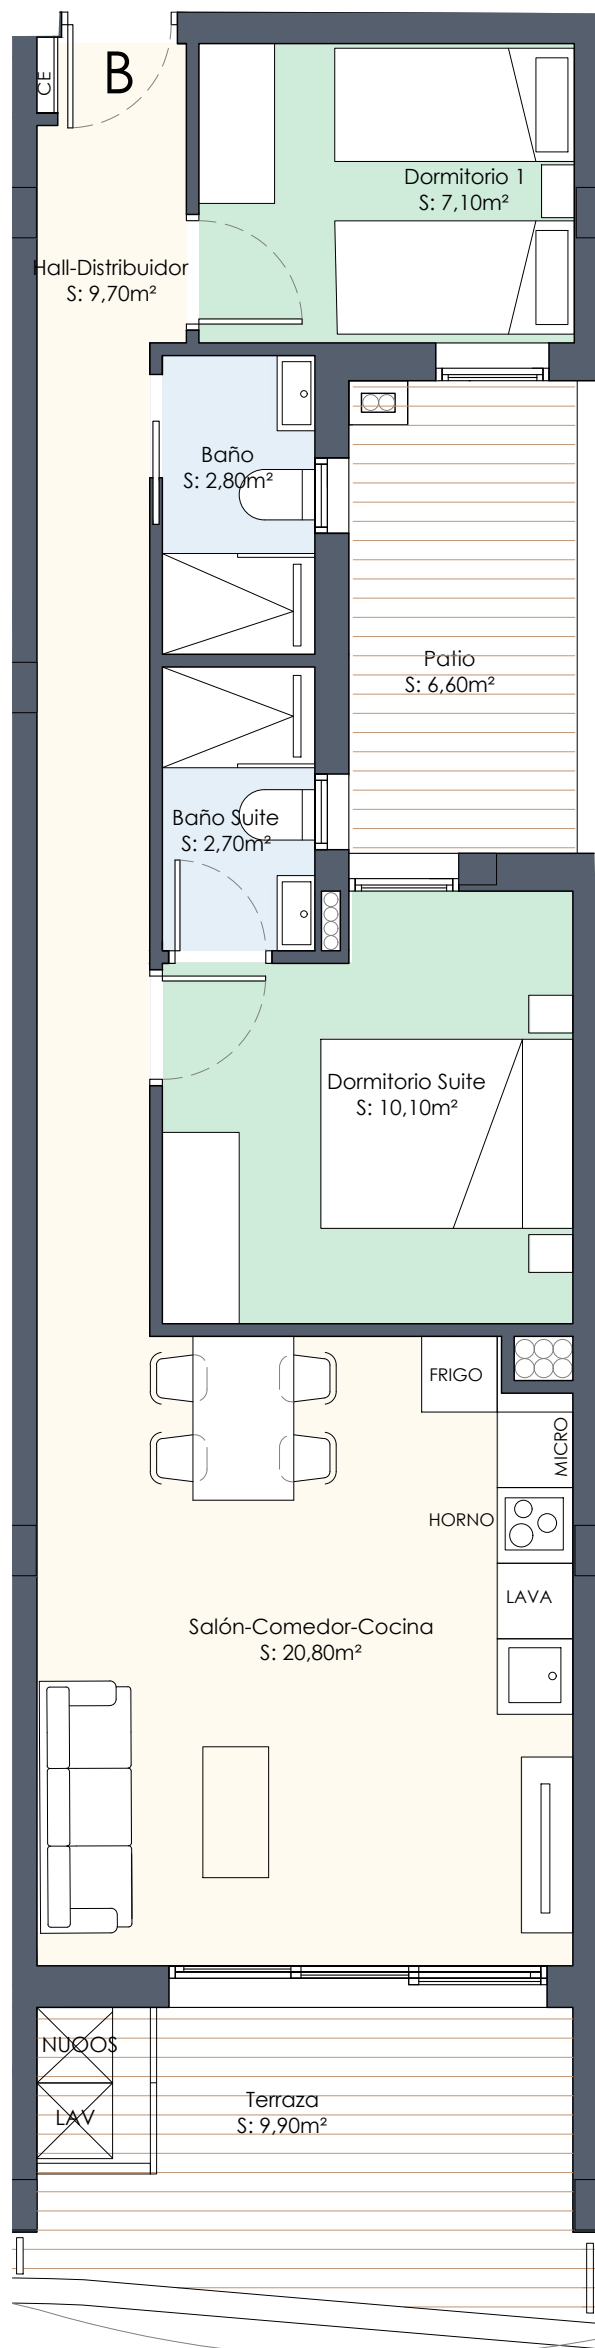 CE
B
Dormitorio 1
S: 7,10m²
Hall-Distribuidor
S: 9,70m²
Baño
S: 2,80m²
Patio
S: 6,60m²
Baño Suite
S: 2,70m²
Dormitorio Suite
S: 10,10m²
FRIGO
MICRO
HORNO
LAVA
Salón-Comedor-Cocina
S: 20,80m²
NUOOS
LAV
Terraza
S: 9,90m²